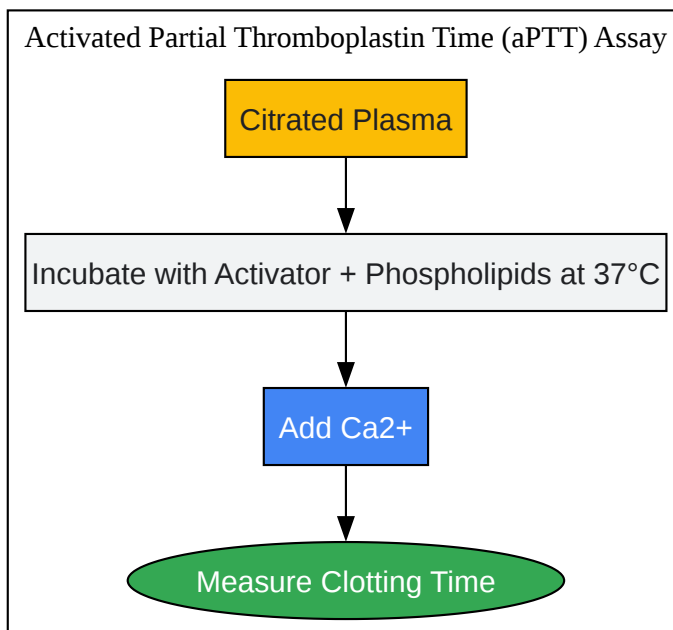 Activated Partial Thromboplastin Time (aPTT) Assay
Citrated Plasma
Incubate with Activator + Phospholipids at 37°C
Add Ca2+
Measure Clotting Time